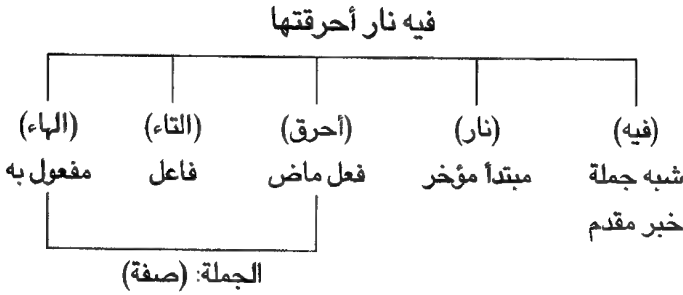 فيه نار أحرقتها
(فيه) (نار) (أحرق) (التاء) (الهاء)
شبه جملة مبتدأ مؤخر فعل ماض فاعل مفعول به
خبر مقدم
الجملة: (صفة)